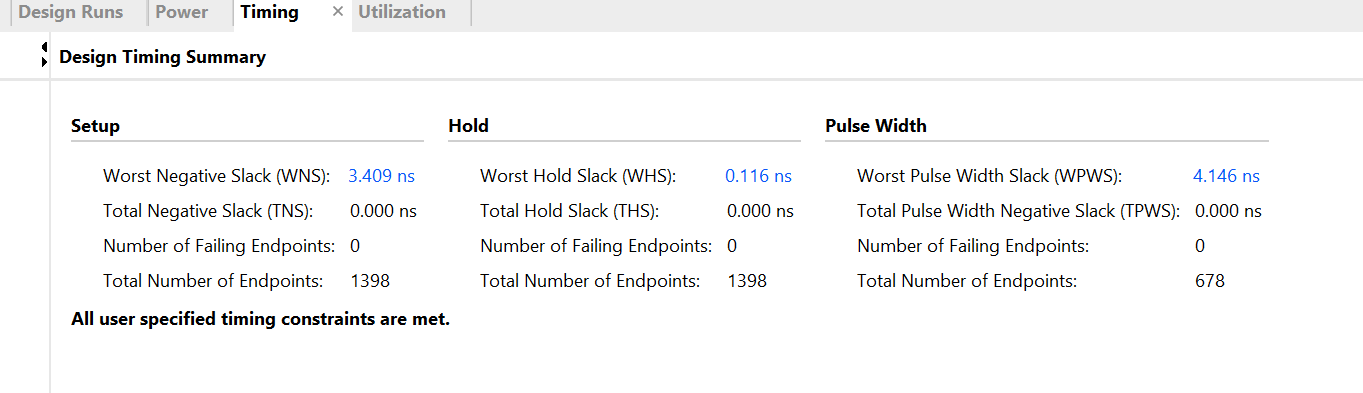 Design Runs Power Timing × Utilization
Design Timing Summary
Setup Hold Pulse Width
Worst Negative Slack (WNS): 3.409 ns Worst Hold Slack (WHS): 0.116 ns Worst Pulse Width Slack (WPWS): 4.146 ns
Total Negative Slack (TNS): 0.000 ns Total Hold Slack (THS): 0.000 ns Total Pulse Width Negative Slack (TPWS): 0.000 ns
Number of Failing Endpoints: 0 Number of Failing Endpoints: 0 Number of Failing Endpoints: 0
Total Number of Endpoints: 1398 Total Number of Endpoints: 1398 Total Number of Endpoints: 678
All user specified timing constraints are met.